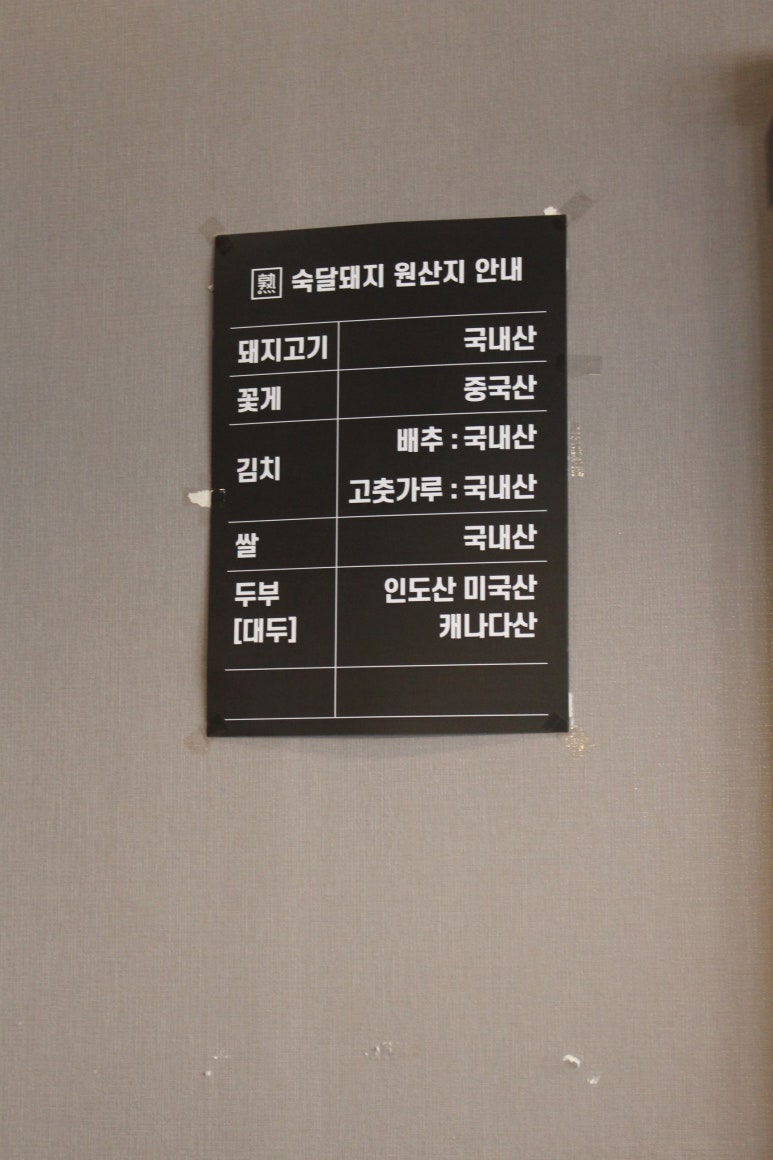 熟 숙달돼지 원산지 안내
돼지고기 국내산
꽃게 중국산
김치 배추 : 국내산
고춧가루 : 국내산
쌀 국내산
두부 인도산 미국산
[대두] 캐나다산